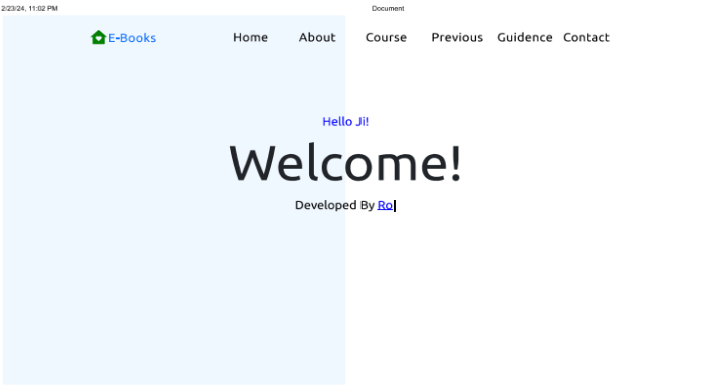 2/23/24, 11:02 PM Document
E-Books Home About Course Previous Guidence Contact
Hello Ji!
Welcome!
Developed By Ro